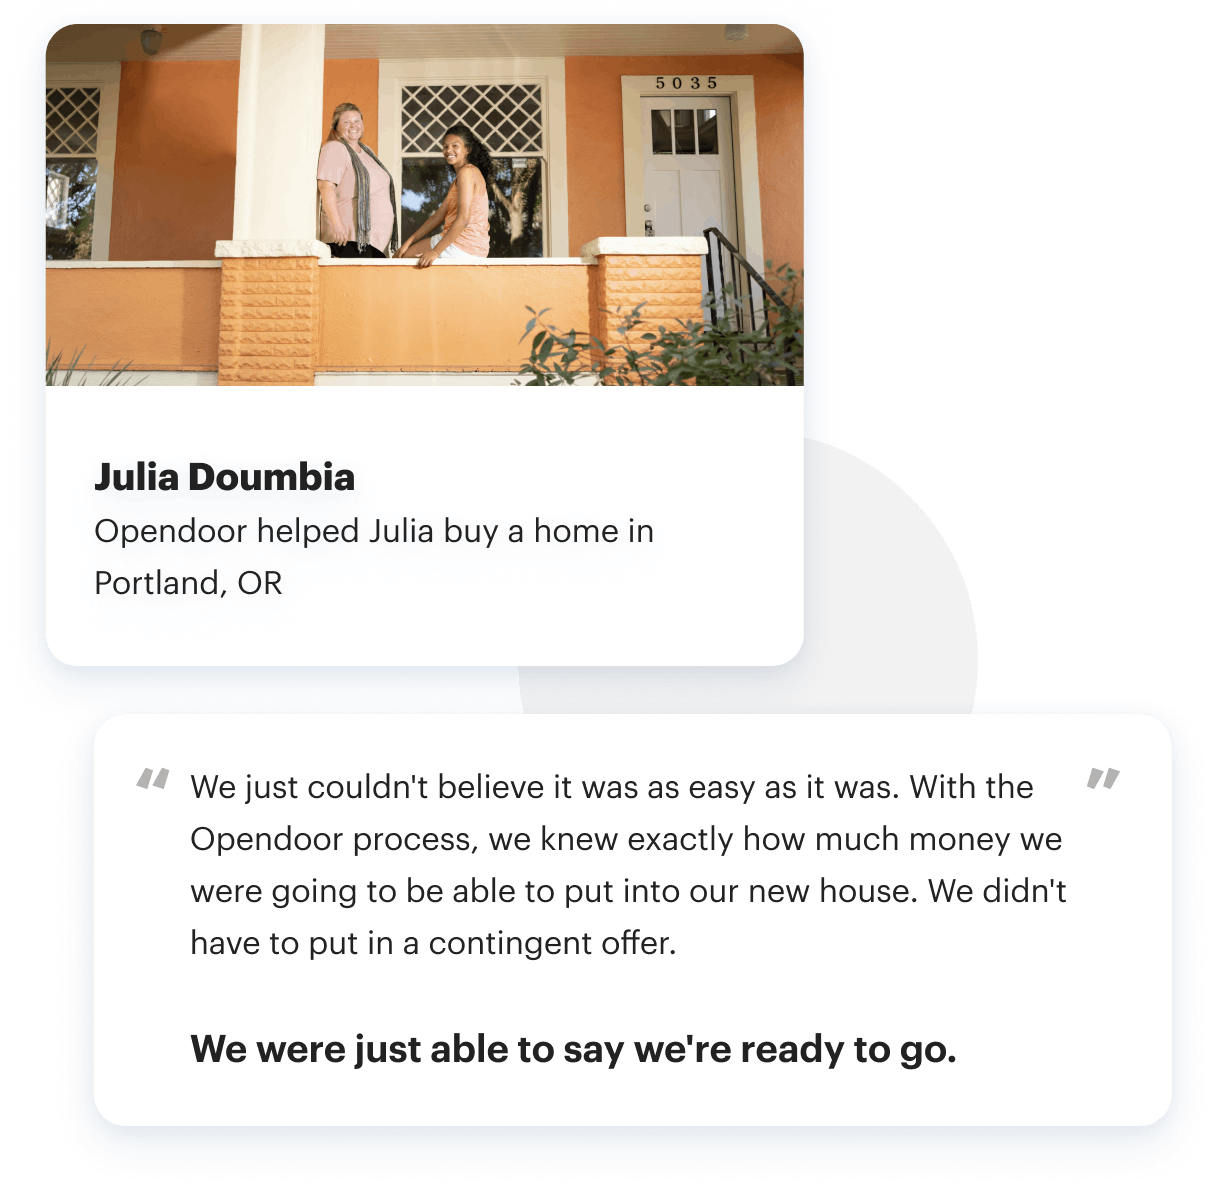 5035
Julia Doumbia
Opendoor helped Julia buy a home in
Portland, OR
“ We just couldn't believe it was as easy as it was. With the ”
Opendoor process, we knew exactly how much money we
were going to be able to put into our new house. We didn't
have to put in a contingent offer.
We were just able to say we're ready to go.